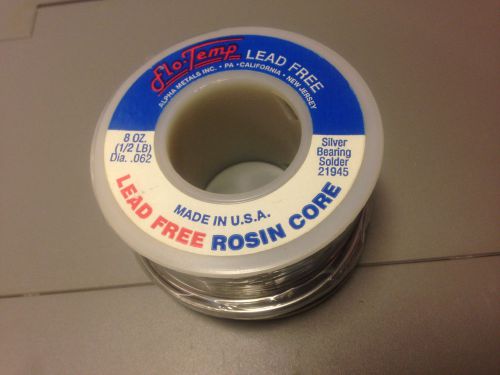 Flo-Temp LEAD FREE
ALPHA METALS INC. • PA • CALIFORNIA • NEW JERSEY
8 OZ.
(1/2 LB)
Dia. .062
Silver
Bearing
Solder
21945
MADE IN U.S.A.
LEAD FREE ROSIN CORE